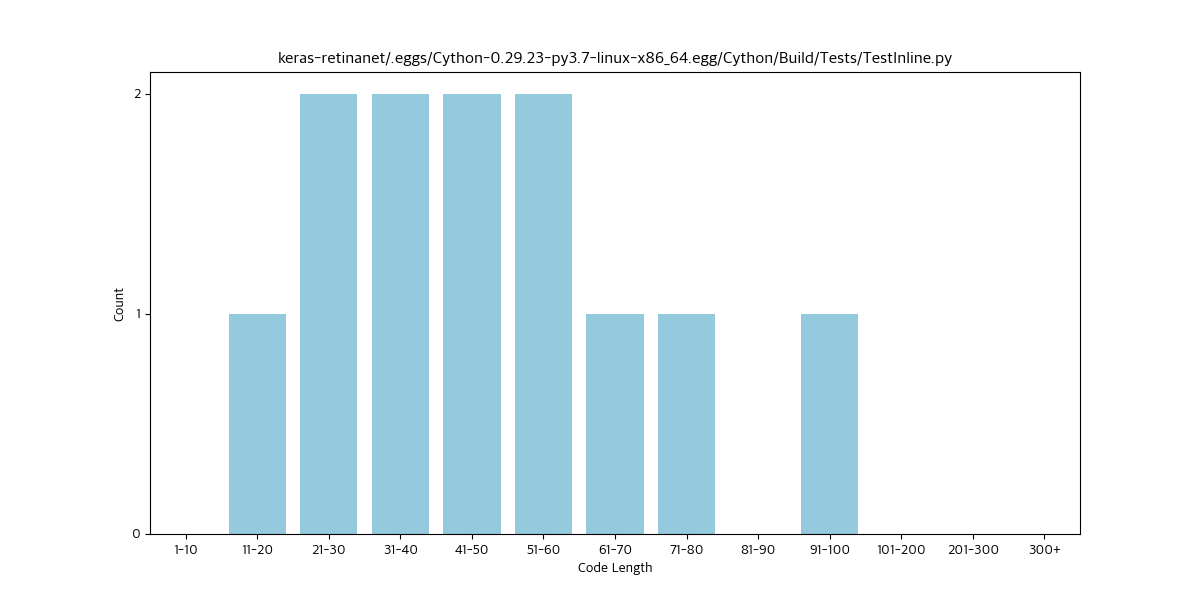 keras-retinanet/.eggs/Cython-0.29.23-py3.7-linux-x86_64.egg/Cython/Build/Tests/TestInline.py
2
1
0
Count
1-10 11-20 21-30 31-40 41-50 51-60 61-70 71-80 81-90 91-100 101-200 201-300 300+
Code Length